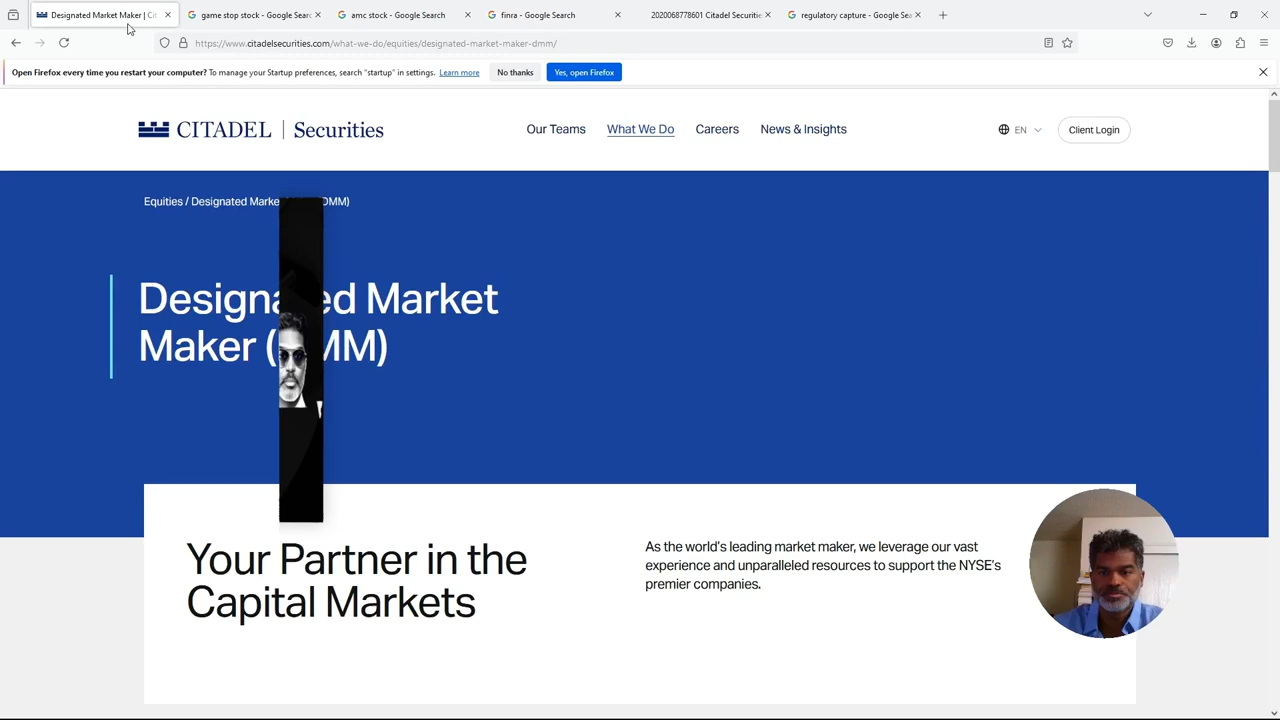 Designated Market Maker | Cit
game stop stock - Google Sear
amc stock - Google Search
finra - Google Search
2020068778601 Citadel Securitie
regulatory capture - Google Sea
https://www.citadelsecurities.com/what-we-do/equities/designated-market-maker-dmm/
Open Firefox every time you restart your computer? To manage your Startup preferences, search "startup" in settings. Learn more No thanks Yes, open Firefox
CITADEL | Securities
Our Teams What We Do Careers News & Insights EN Client Login
Equities / Designated Marke DMM)
Designa ed Market
Maker ( MM)
Your Partner in the
Capital Markets
As the world's leading market maker, we leverage our vast
experience and unparalleled resources to support the NYSE's
premier companies.